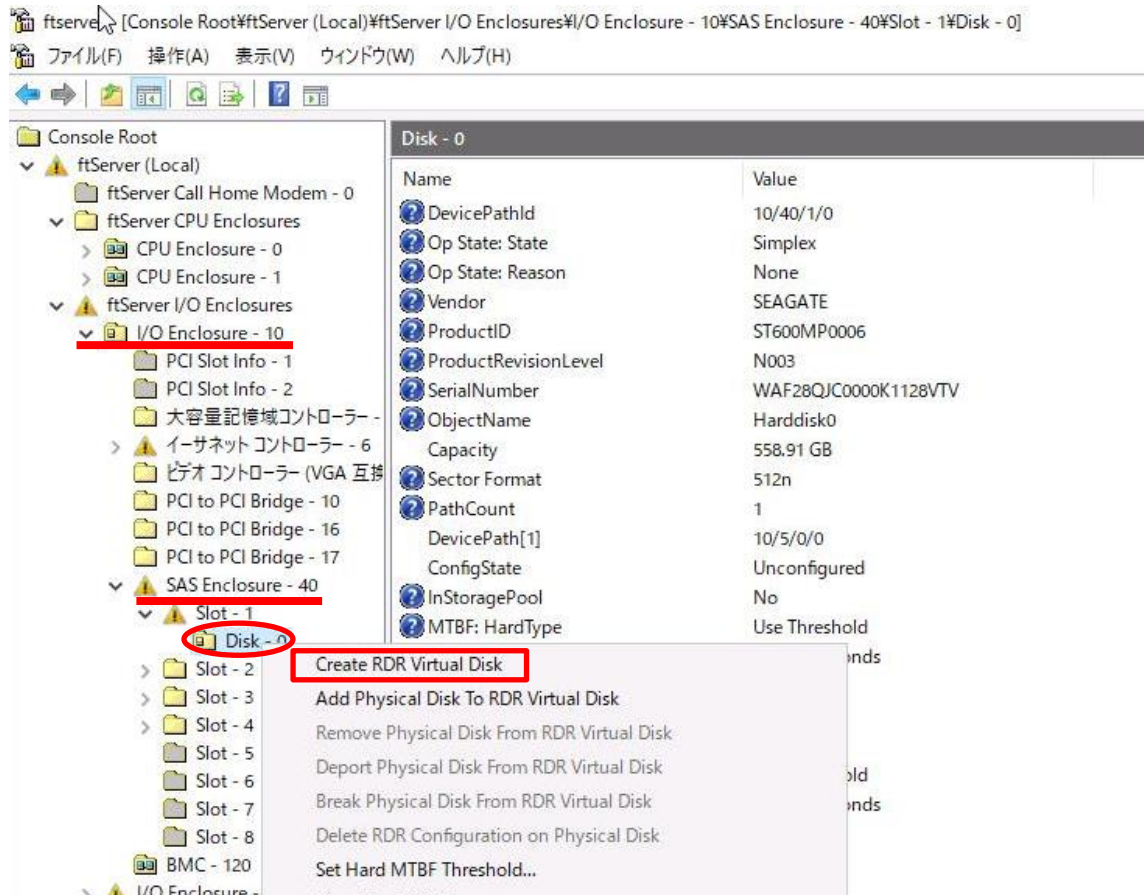 ftserver [Console Root¥ftServer (Local)¥ftServer I/O Enclosures¥I/O Enclosure - 10¥SAS Enclosure - 40¥Slot - 1¥Disk - 0]
ファイル(F) 操作(A) 表示(V) ウィンドウ(W) ヘルプ(H)
Console Root
ftServer (Local)
ftServer Call Home Modem - 0
ftServer CPU Enclosures
CPU Enclosure - 0
CPU Enclosure - 1
ftServer I/O Enclosures
I/O Enclosure - 10
PCI Slot Info - 1
PCI Slot Info - 2
大容量記憶域コントローラー -
イーサネット コントローラー - 6
ビデオ コントローラー (VGA 互換
PCI to PCI Bridge - 10
PCI to PCI Bridge - 16
PCI to PCI Bridge - 17
SAS Enclosure - 40
Slot - 1
Disk - 0
Slot - 2
Slot - 3
Slot - 4
Slot - 5
Slot - 6
Slot - 7
Slot - 8
BMC - 120
I/O Enclosure -
Disk - 0
Name Value
DevicePathId 10/40/1/0
Op State: State Simplex
Op State: Reason None
Vendor SEAGATE
ProductID ST600MP0006
ProductRevisionLevel N003
SerialNumber WAF28QJC0000K1128VTV
ObjectName Harddisk0
Capacity 558.91 GB
Sector Format 512n
PathCount 1
DevicePath[1] 10/5/0/0
ConfigState Unconfigured
InStoragePool No
MTBF: HardType Use Threshold
onds
old
onds
Create RDR Virtual Disk
Add Physical Disk To RDR Virtual Disk
Remove Physical Disk From RDR Virtual Disk
Deport Physical Disk From RDR Virtual Disk
Break Physical Disk From RDR Virtual Disk
Delete RDR Configuration on Physical Disk
Set Hard MTBF Threshold...